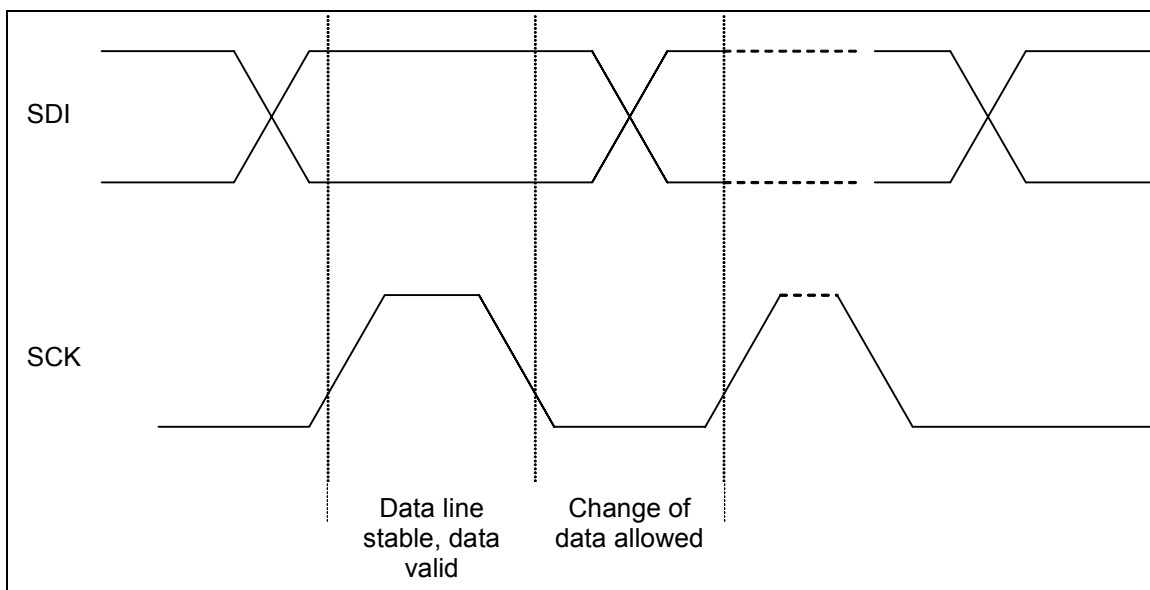 SDI
SCK
Data line
stable, data
valid
Change of
data allowed